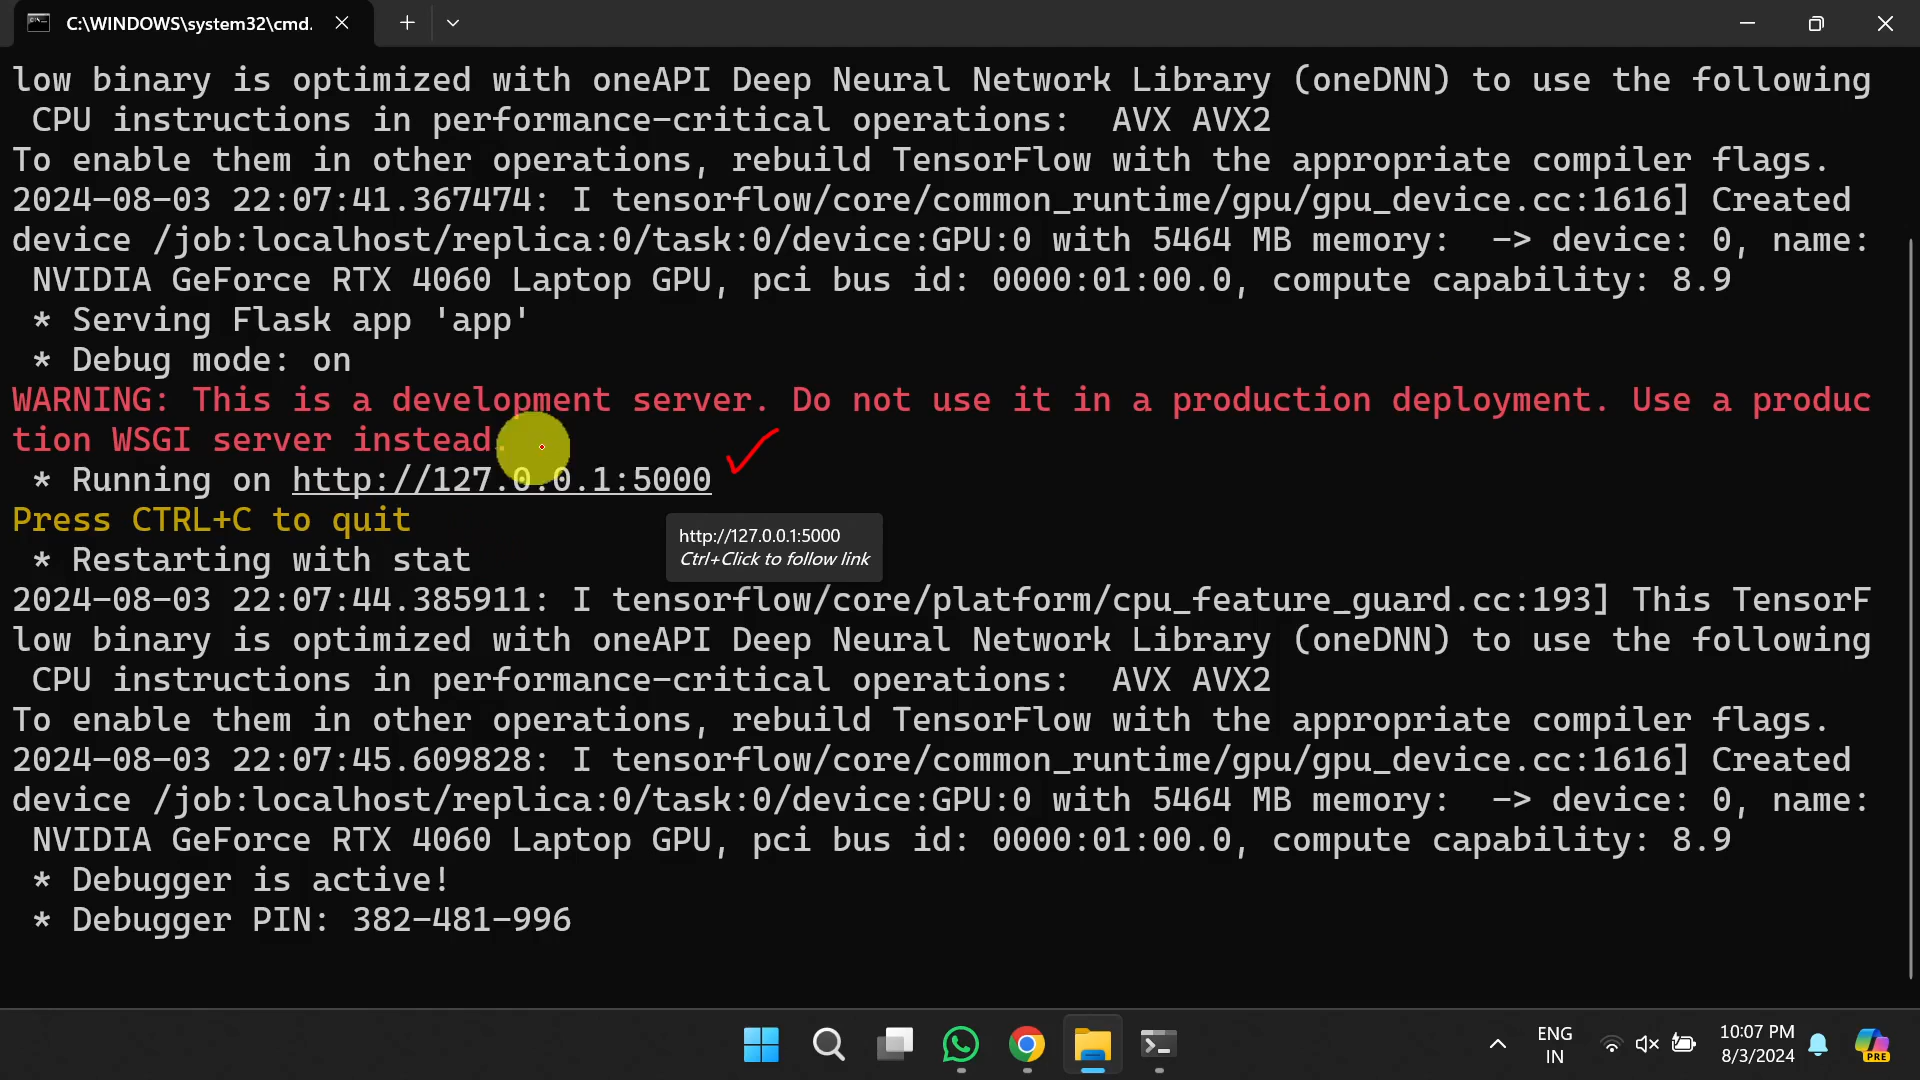 C:\WINDOWS\system32\cmd.
low binary is optimized with oneAPI Deep Neural Network Library (oneDNN) to use the following
CPU instructions in performance-critical operations:  AVX AVX2
To enable them in other operations, rebuild TensorFlow with the appropriate compiler flags.
2024-08-03 22:07:41.367474: I tensorflow/core/common_runtime/gpu/gpu_device.cc:1616] Created
device /job:localhost/replica:0/task:0/device:GPU:0 with 5464 MB memory:  -> device: 0, name:
NVIDIA GeForce RTX 4060 Laptop GPU, pci bus id: 0000:01:00.0, compute capability: 8.9
* Serving Flask app 'app'
* Debug mode: on
WARNING: This is a development server. Do not use it in a production deployment. Use a produc
tion WSGI server instead.
* Running on http://127.0.0.1:5000
Press CTRL+C to quit
http://127.0.0.1:5000
Ctrl+Click to follow link
* Restarting with stat
2024-08-03 22:07:44.385911: I tensorflow/core/platform/cpu_feature_guard.cc:193] This TensorF
low binary is optimized with oneAPI Deep Neural Network Library (oneDNN) to use the following
CPU instructions in performance-critical operations:  AVX AVX2
To enable them in other operations, rebuild TensorFlow with the appropriate compiler flags.
2024-08-03 22:07:45.609828: I tensorflow/core/common_runtime/gpu/gpu_device.cc:1616] Created
device /job:localhost/replica:0/task:0/device:GPU:0 with 5464 MB memory:  -> device: 0, name:
NVIDIA GeForce RTX 4060 Laptop GPU, pci bus id: 0000:01:00.0, compute capability: 8.9
* Debugger is active!
* Debugger PIN: 382-481-996
ENG
IN
10:07 PM
8/3/2024
PRE